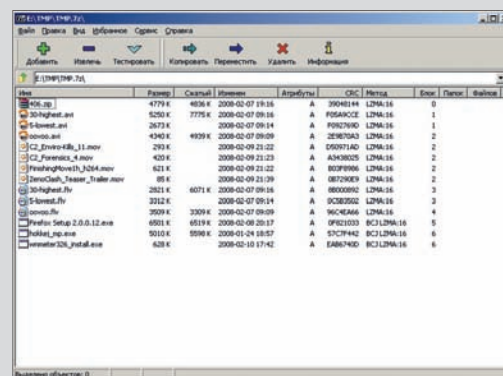 E:\TMP\TMP.7z\
Файл Правка Вид Избранное Сервис Справка
Добавить Извлечь Тестировать Копировать Переместить Удалить Информация
E:\TMP\TMP.7z\
Имя Размер Сжатый Изменен Атрибуты CRC Метод Блок Папок Файлов
406.zip 4779 K 4836 K 2008-02-07 19:16 A 39048144 LZMA:16 0
30-highest.avi 5250 K 7775 K 2008-02-07 09:16 A F05A9CCE LZMA:16 1
5-lowest.avi 2673 K 2008-02-07 09:14 A F092769D LZMA:16 1
oovoo.avi 4340 K 4939 K 2008-02-07 09:09 A 2E9870A3 LZMA:16 2
C2_Enviro-Kills_11.mov 293 K 2008-02-09 21:22 A D50971AD LZMA:16 2
C2_Forensics_4.mov 420 K 2008-02-09 21:23 A A3438025 LZMA:16 2
FinishingMove1h_h264.mov 621 K 2008-02-09 21:22 A B03F8986 LZMA:16 2
ZenoClash_Teaser_Trailer.mov 85 K 2008-02-09 21:39 A 0B7290E9 LZMA:16 2
30-highest.flv 2821 K 6071 K 2008-02-07 09:16 A 8B000892 LZMA:16 3
5-lowest.flv 3312 K 2008-02-07 09:14 A 0C5B3502 LZMA:16 3
oovoo.flv 3509 K 3309 K 2008-02-07 09:09 A 96C4EA66 LZMA:16 4
Firefox Setup 2.0.0.12.exe 6501 K 6519 K 2008-02-08 20:17 A 0F821033 BCJ LZMA:16 5
hokkej_mp.exe 5010 K 5598 K 2008-01-24 18:57 A 57C7F442 BCJ LZMA:16 6
wmmeter326_install.exe 628 K 2008-02-10 17:42 A EAB6740D BCJ LZMA:16 6
Выделено объектов: 0